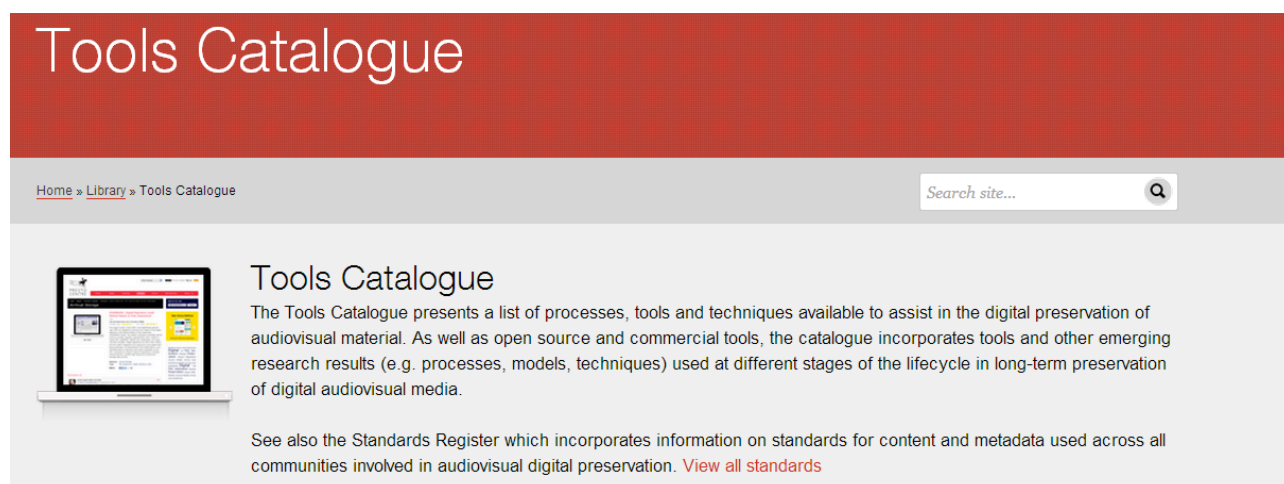 Tools Catalogue
Home » Library » Tools Catalogue
Search site...
Tools Catalogue
The Tools Catalogue presents a list of processes, tools and techniques available to assist in the digital preservation of
audiovisual material. As well as open source and commercial tools, the catalogue incorporates tools and other emerging
research results (e.g. processes, models, techniques) used at different stages of the lifecycle in long-term preservation
of digital audiovisual media.
See also the Standards Register which incorporates information on standards for content and metadata used across all
communities involved in audiovisual digital preservation. View all standards